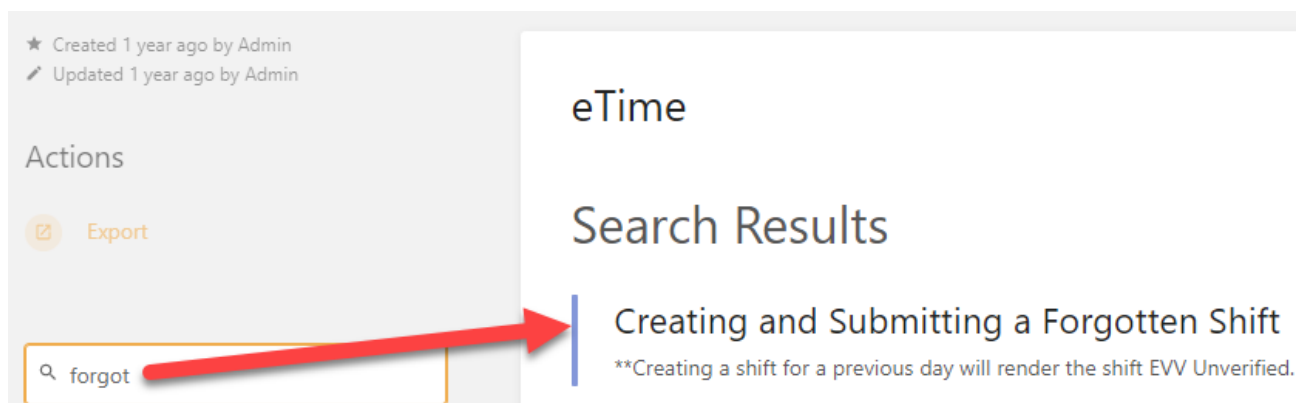 Created 1 year ago by Admin
Updated 1 year ago by Admin
Actions
Export
forgot
eTime
Search Results
Creating and Submitting a Forgotten Shift
**Creating a shift for a previous day will render the shift EVV Unverified.